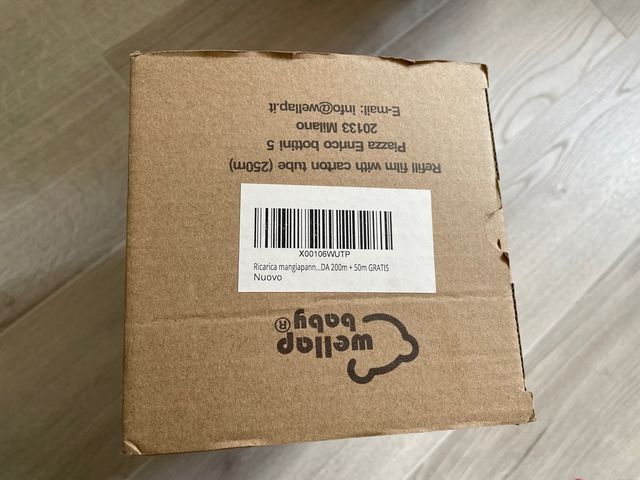 wellap
baby®
Refill film with carton tube (250m)
Piazza Enrico bottini 5
20133 Milano
E-mail: info@wellap.it
X00106WUTP
Ricarica mangiapann...DA 200m + 50m GRATIS
Nuovo